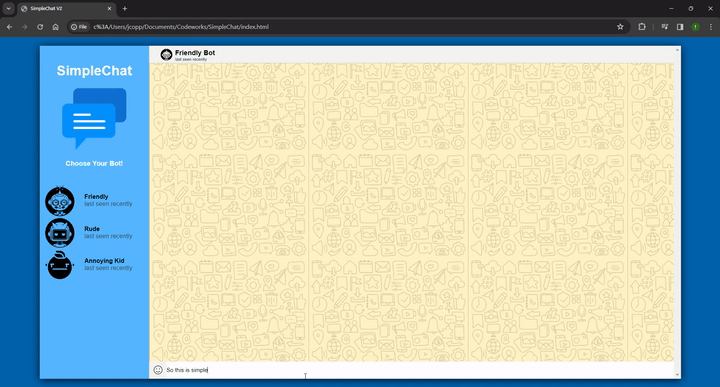 SimpleChat V2
File
c%3A/Users/jcopp/Documents/Codeworks/SimpleChat/index.html
SimpleChat
Choose Your Bot!
Friendly
last seen recently
Rude
last seen recently
Annoying Kid
last seen recently
Friendly Bot
last seen recently
So this is simple